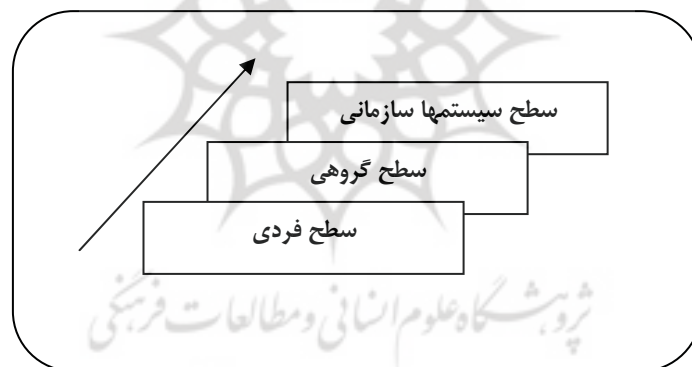 سطح سیستمها سازمانی
سطح گروهی
سطح فردی
پژوهشگاه علوم انسانی و مطالعات فرهنگی